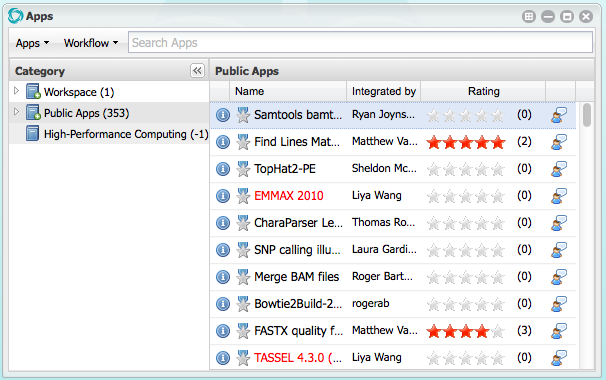 Apps
Apps Workflow Search Apps
Category Public Apps
Name Integrated by Rating
Workspace (1)
Public Apps (353)
High-Performance Computing (-1)
Samtools bamt... Ryan Joyns... (0)
Find Lines Mat... Matthew Va... (2)
TopHat2-PE Sheldon Mc... (0)
EMMAX 2010 Liya Wang (0)
CharaParser Le... Thomas Ro... (0)
SNP calling illu... Laura Gardi... (0)
Merge BAM files Roger Bart... (0)
Bowtie2Build-2... rogerab (0)
FASTX quality f... Matthew Va... (3)
TASSEL 4.3.0 (... Liya Wang (0)